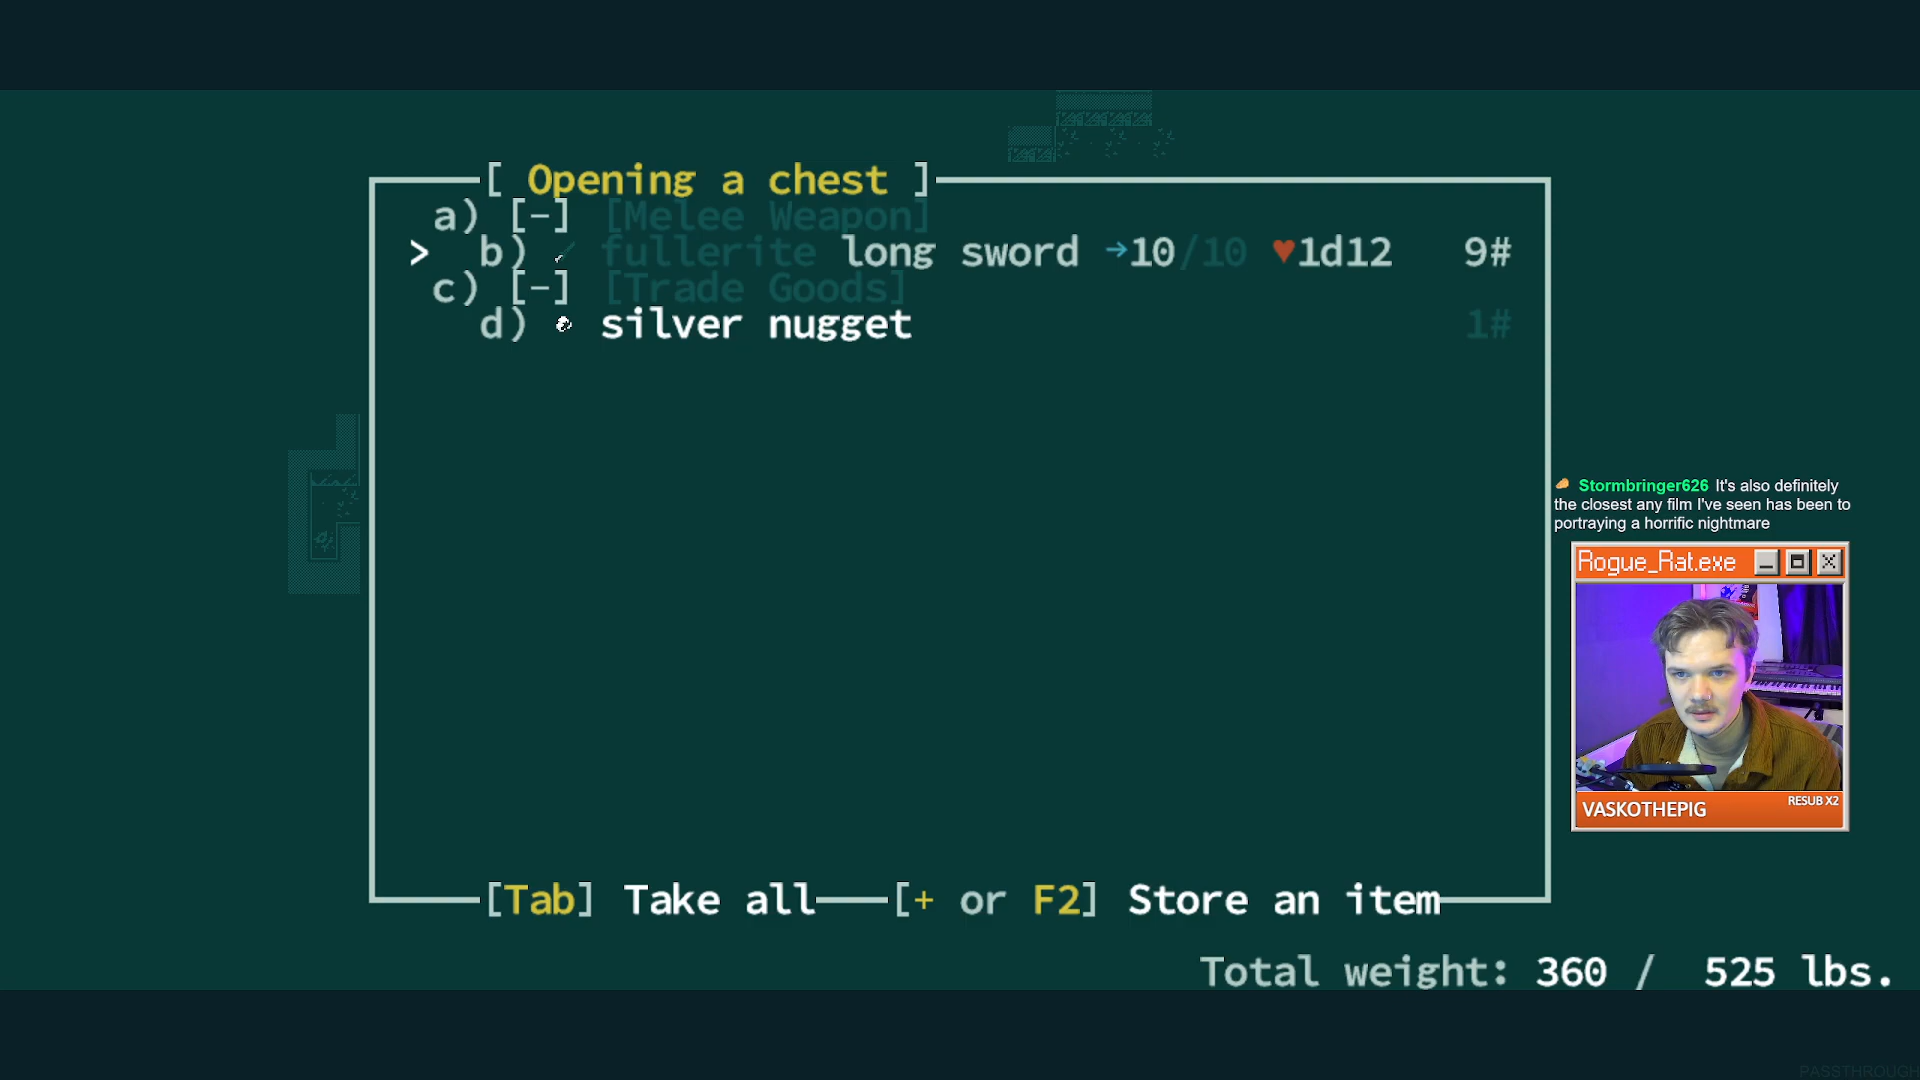 [ Opening a chest ]
a) [-] [Melee Weapon]
> b) fullerite long sword →10/10 ♥1d12 9#
c) [-] [Trade Goods]
d) silver nugget 1#
Stormbringer626 It's also definitely
the closest any film I've seen has been to
portraying a horrific nightmare
Rogue_Rat.exe
VASKOTHEPIG
RESUB X2
[Tab] Take all
[+ or F2] Store an item
Total weight: 360 / 525 lbs.
PASSTHROUGH